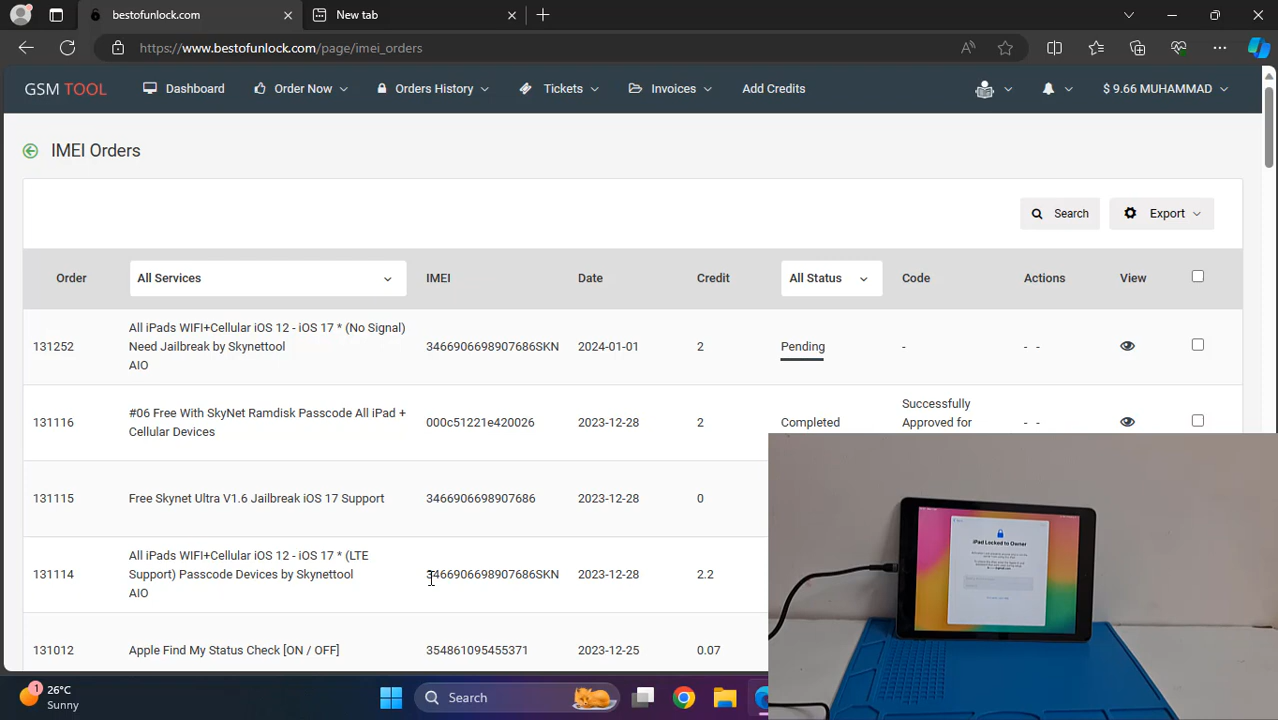 bestofunlock.com
New tab
https://www.bestofunlock.com/page/imei_orders
GSM TOOL
Dashboard
Order Now
Orders History
Tickets
Invoices
Add Credits
$ 9.66 MUHAMMAD
IMEI Orders
Search
Export
Order
All Services
IMEI
Date
Credit
All Status
Code
Actions
View
131252
All iPads WIFI+Cellular iOS 12 - iOS 17 * (No Signal)
Need Jailbreak by Skynettool
AIO
3466906698907686SKN
2024-01-01
2
Pending
-
- -
131116
#06 Free With SkyNet Ramdisk Passcode All iPad +
Cellular Devices
000c51221e420026
2023-12-28
2
Completed
Successfully
Approved for
- -
131115
Free Skynet Ultra V1.6 Jailbreak iOS 17 Support
3466906698907686
2023-12-28
0
131114
All iPads WIFI+Cellular iOS 12 - iOS 17 * (LTE
Support) Passcode Devices by Skynettool
AIO
3466906698907686SKN
2023-12-28
2.2
131012
Apple Find My Status Check [ON / OFF]
354861095455371
2023-12-25
0.07
iPad Locked to Owner
1
26°C
Sunny
Search